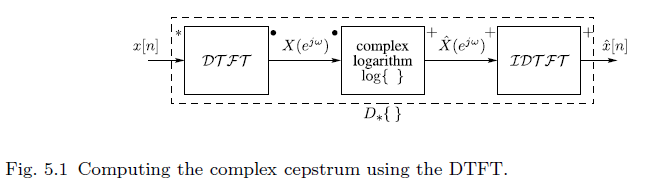 * • • + + +
x[n] X(e^{jω}) X̂(e^{jω}) x̂[n]
DTFT
complex
logarithm
log{ }
IDTFT
D_*{ }
Fig. 5.1 Computing the complex cepstrum using the DTFT.